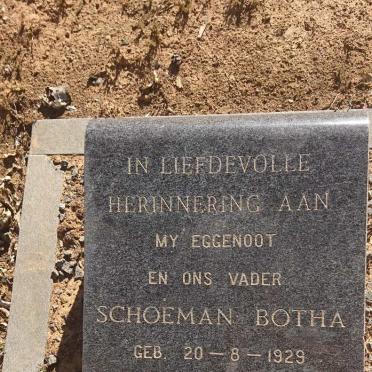 IN LIEFDEVOLLE
HERINNERING AAN
MY EGGENOOT
EN ONS VADER
SCHOEMAN BOTHA
GEB. 20-8-1929